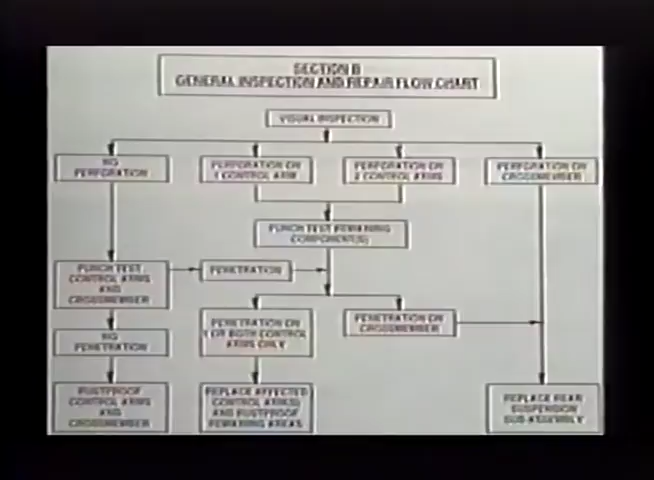 SECTION B
GENERAL INSPECTION AND REPAIR FLOW CHART
VISUAL INSPECTION
NO
PERFORATION
PERFORATION ON
1 CONTROL ARM
PERFORATION ON
2 CONTROL ARMS
PERFORATION ON
CROSSMEMBER
PUNCH TEST REMAINING
COMPONENT(S)
PUNCH TEST
CONTROL ARMS
AND
CROSSMEMBER
PENETRATION
PENETRATION ON
1 OR BOTH CONTROL
ARMS ONLY
PENETRATION ON
CROSSMEMBER
NO
PENETRATION
RUSTPROOF
CONTROL ARMS
AND
CROSSMEMBER
REPLACE AFFECTED
CONTROL ARM(S)
AND RUSTPROOF
REMAINING AREAS
REPLACE REAR
SUSPENSION
SUB-ASSEMBLY